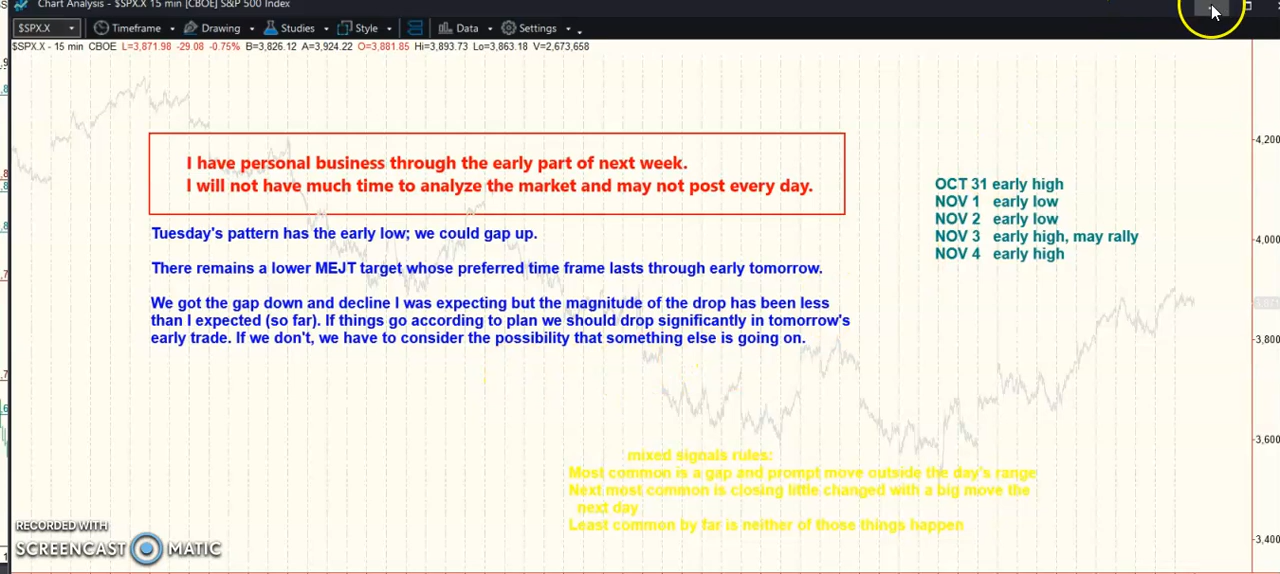 Chart Analysis - $SPX.X 15 min [CBOE] S&P 500 Index
$SPX.X Timeframe Drawing Studies Style Data Settings
$SPX.X - 15 min CBOE L=3,871.98 -29.08 -0.75% B=3,826.12 A=3,924.22 O=3,881.85 Hi=3,893.73 Lo=3,863.18 V=2,673,658
I have personal business through the early part of next week.
I will not have much time to analyze the market and may not post every day.
Tuesday's pattern has the early low; we could gap up.
There remains a lower MEJT target whose preferred time frame lasts through early tomorrow.
We got the gap down and decline I was expecting but the magnitude of the drop has been less
than I expected (so far). If things go according to plan we should drop significantly in tomorrow's
early trade. If we don't, we have to consider the possibility that something else is going on.
OCT 31 early high
NOV 1 early low
NOV 2 early low
NOV 3 early high, may rally
NOV 4 early high
4,200
4,000
3,800
3,600
3,400
mixed signals rules:
Most common is a gap and prompt move outside the day's range
Next most common is closing little changed with a big move the
next day
Least common by far is neither of those things happen
RECORDED WITH
SCREENCAST MATIC